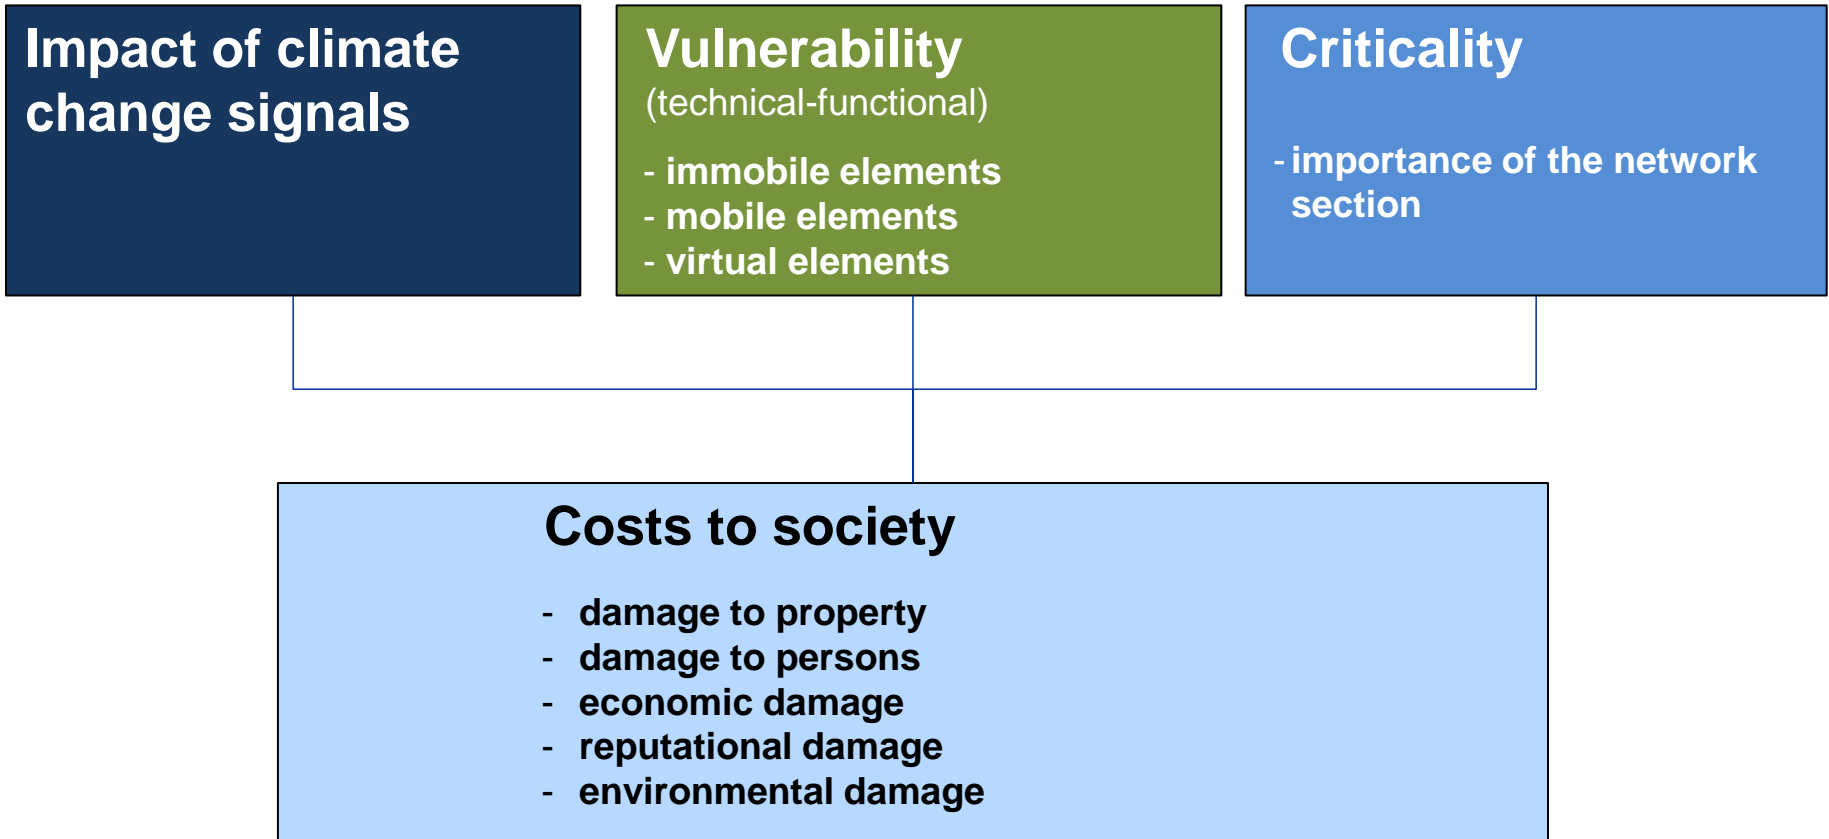 Impact of climate
change signals
Vulnerability
(technical-functional)
- immobile elements
- mobile elements
- virtual elements
Criticality
- importance of the network
section
Costs to society
- damage to property
- damage to persons
- economic damage
- reputational damage
- environmental damage